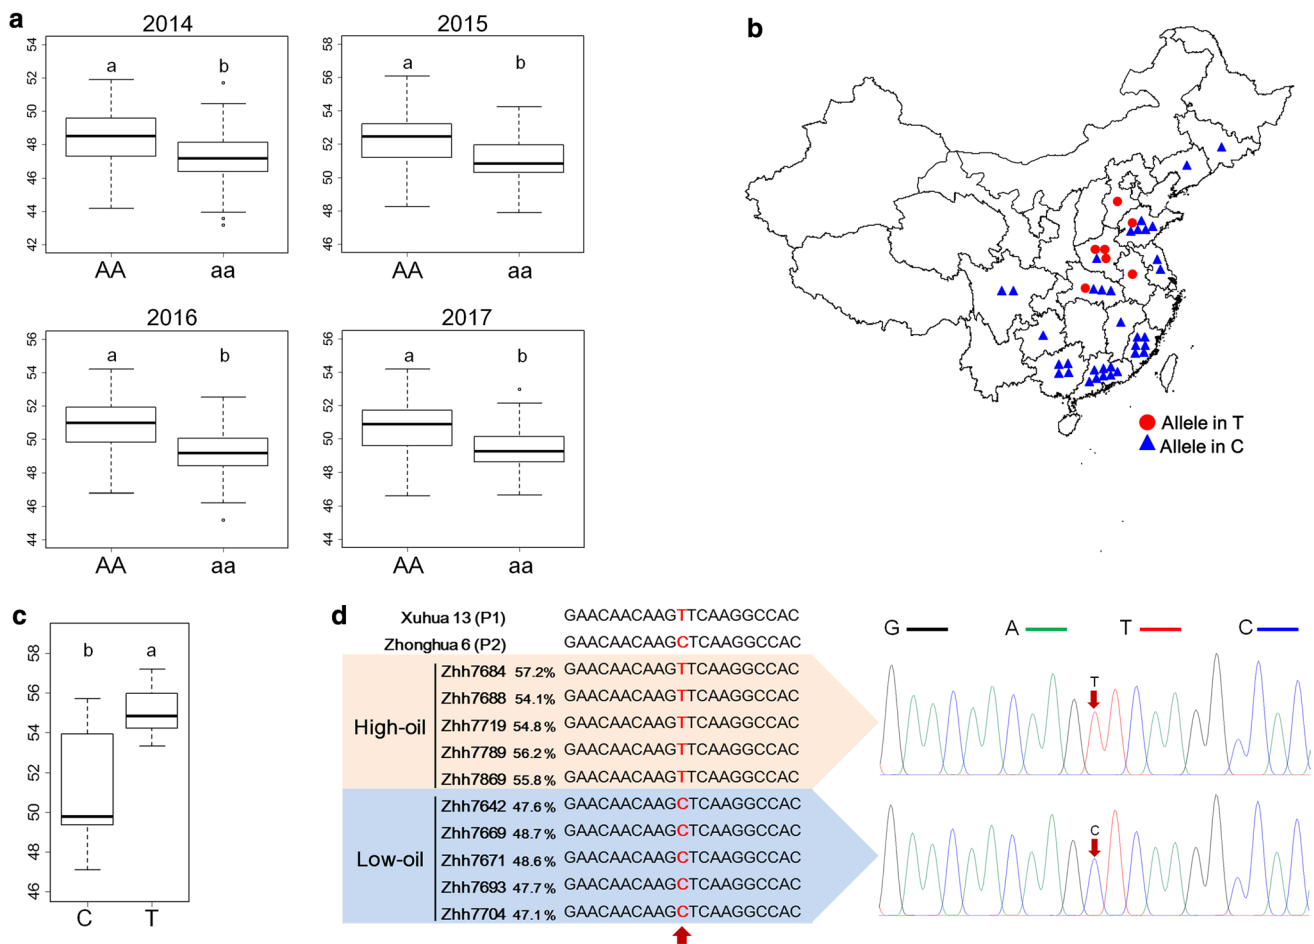 a
2014
54
52
50
48
46
44
42
a
b
AA
aa
2015
58
56
54
52
50
48
46
a
b
AA
aa
2016
56
54
52
50
48
46
44
a
b
AA
aa
2017
56
54
52
50
48
46
44
a
b
AA
aa
b
Allele in T
Allele in C
c
58
56
54
52
50
48
46
b
a
C
T
d
Xuhua 13 (P1) GAACAACAAGTTCAAGGCCAC
Zhonghua 6 (P2) GAACAACAAGCTCAAGGCCAC
High-oil
Zhh7684 57.2% GAACAACAAGTTCAAGGCCAC
Zhh7688 54.1% GAACAACAAGTTCAAGGCCAC
Zhh7719 54.8% GAACAACAAGTTCAAGGCCAC
Zhh7789 56.2% GAACAACAAGTTCAAGGCCAC
Zhh7869 55.8% GAACAACAAGTTCAAGGCCAC
Low-oil
Zhh7642 47.6% GAACAACAAGCTCAAGGCCAC
Zhh7669 48.7% GAACAACAAGCTCAAGGCCAC
Zhh7671 48.6% GAACAACAAGCTCAAGGCCAC
Zhh7693 47.7% GAACAACAAGCTCAAGGCCAC
Zhh7704 47.1% GAACAACAAGCTCAAGGCCAC
G A T C
T
C